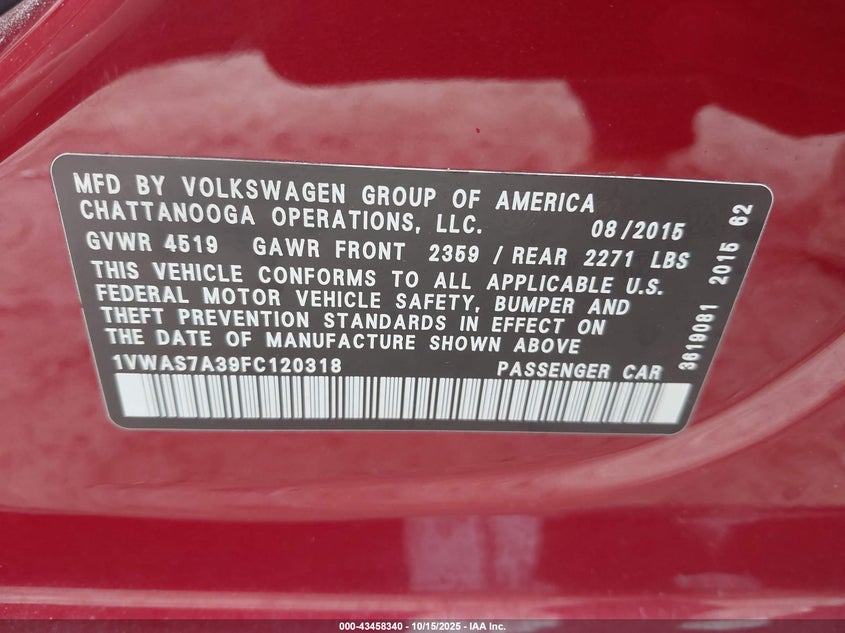 MFD BY VOLKSWAGEN GROUP OF AMERICA
CHATTANOOGA OPERATIONS, LLC. 08/2015
GVWR 4519 GAWR FRONT 2359 / REAR 2271 LBS
THIS VEHICLE CONFORMS TO ALL APPLICABLE U.S.
FEDERAL MOTOR VEHICLE SAFETY, BUMPER AND
THEFT PREVENTION STANDARDS IN EFFECT ON
THE DATE OF MANUFACTURE SHOWN ABOVE
1VWAS7A39FC120318 PASSENGER CAR
3619081 2015 62
000-43458340 - 10/15/2025 - IAA Inc.